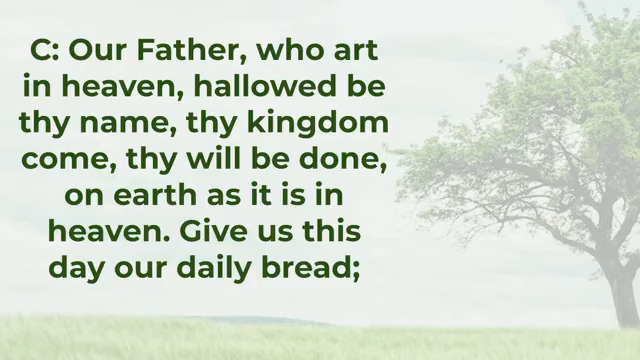 C: Our Father, who art
in heaven, hallowed be
thy name, thy kingdom
come, thy will be done,
on earth as it is in
heaven. Give us this
day our daily bread;